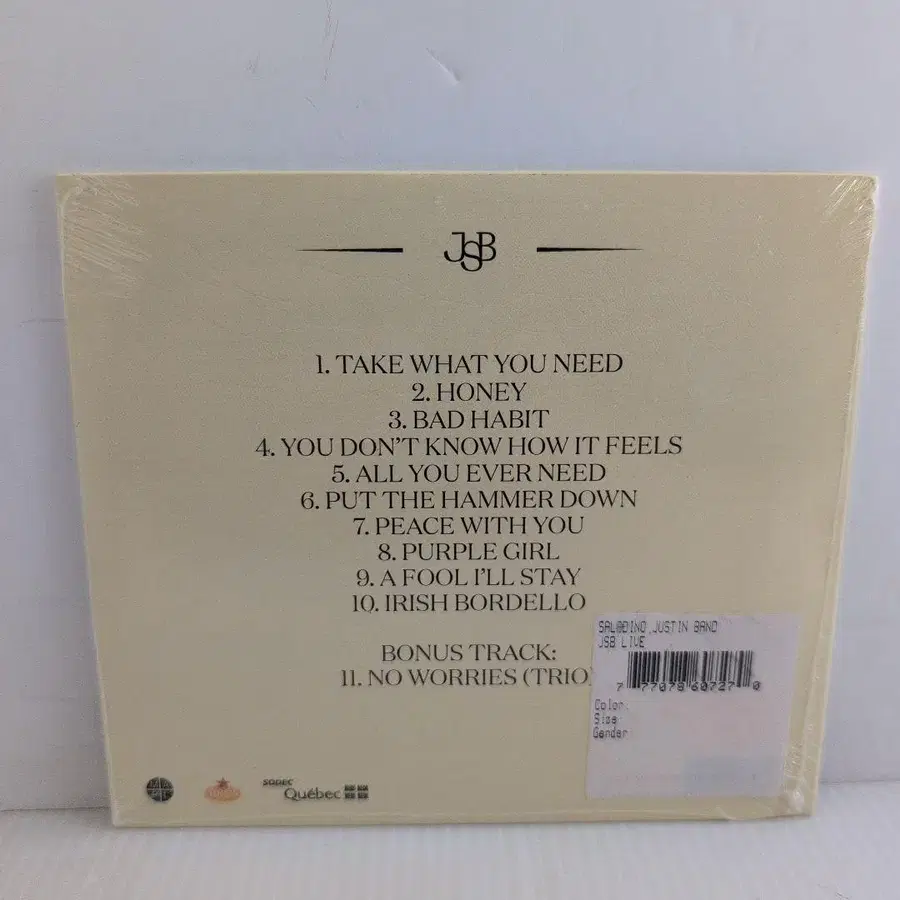 JSB
1. TAKE WHAT YOU NEED
2. HONEY
3. BAD HABIT
4. YOU DON'T KNOW HOW IT FEELS
5. ALL YOU EVER NEED
6. PUT THE HAMMER DOWN
7. PEACE WITH YOU
8. PURPLE GIRL
9. A FOOL I'LL STAY
10. IRISH BORDELLO
BONUS TRACK:
11. NO WORRIES (TRIO
SAL@DINO,JUSTIN BAND
JSB LIVE
7 77078 60727 0
Color:
Size:
Gender:
SODEC
Québec